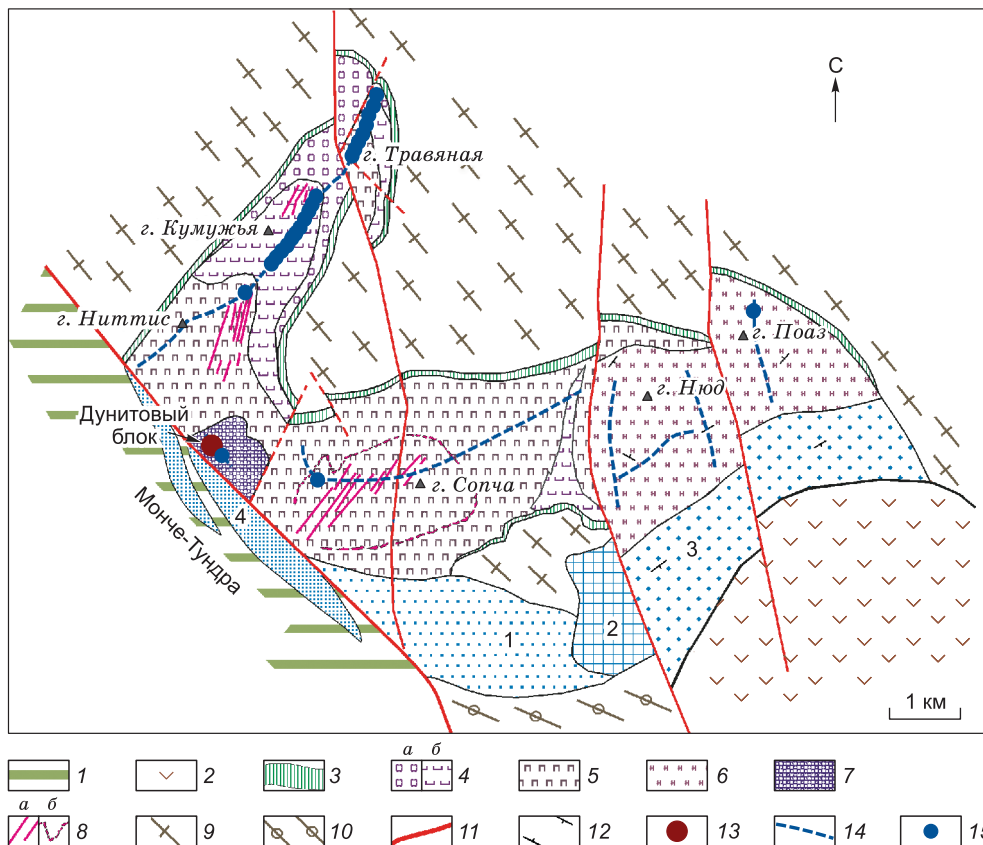 С
г. Травяная
г. Кумужья
г. Ниттис
г. Поаз
г. Нюд
Дунитовый
блок
г. Сопча
4
3
Монче-Тундра
1
2
1 км
а б
1 2 3 4 5 6 7
а б
8 9 10 11 12 13 14 15